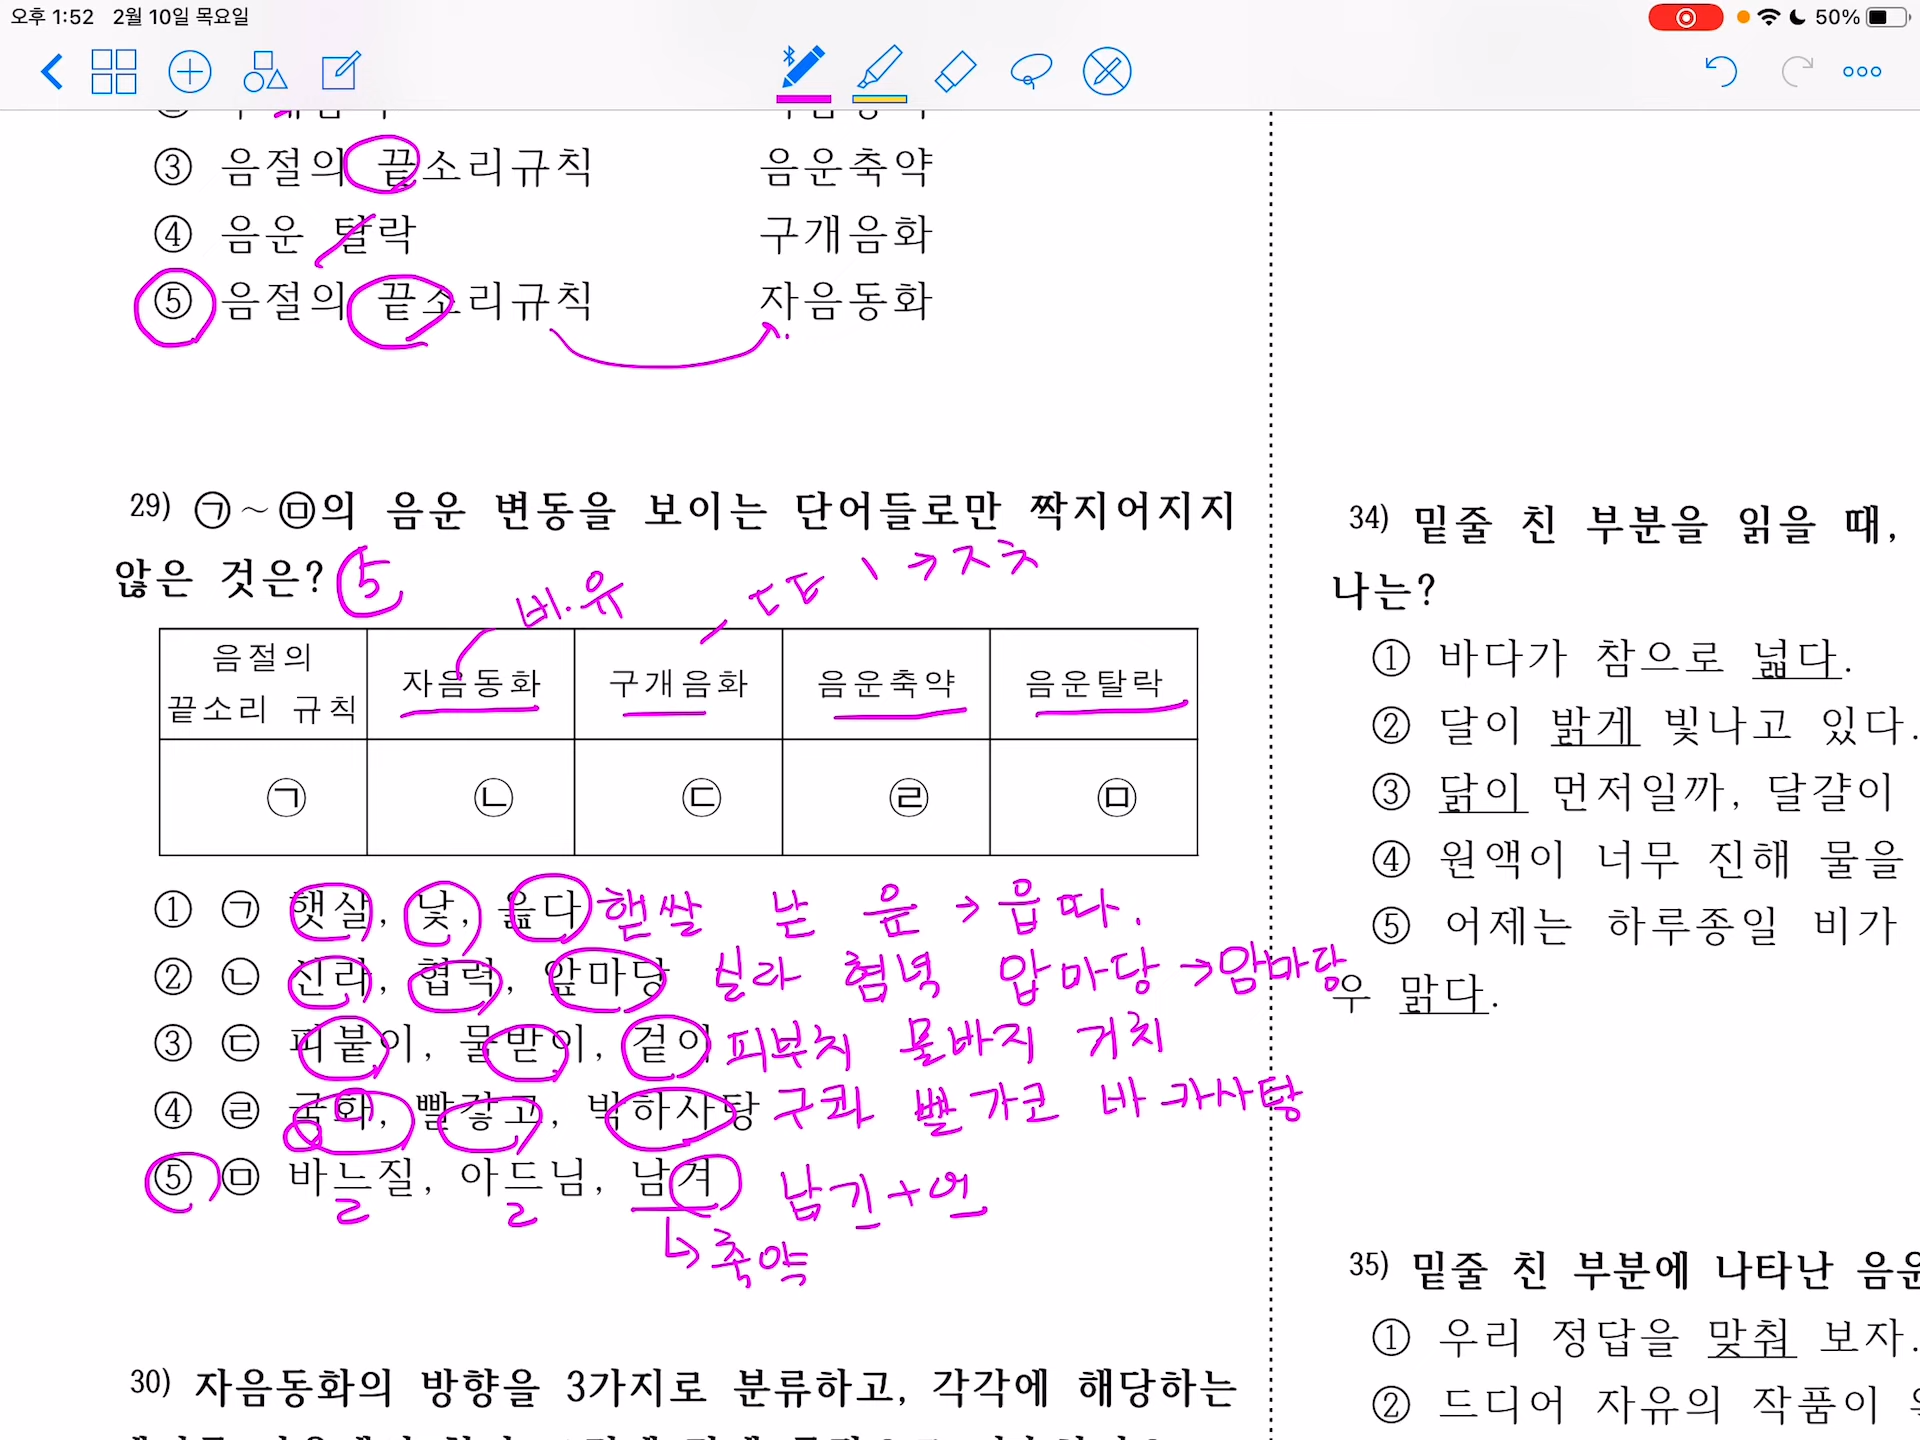 오후 1:52 2월 10일 목요일 50%
③ 음절의 끝소리규칙 음운축약
④ 음운 탈락 구개음화
⑤ 음절의 끝소리규칙 자음동화
29) ㉠~㉤의 음운 변동을 보이는 단어들로만 짝지어지지
않은 것은? ⑤
비.유 ㄷㅌ ㅣ→ㅈㅊ
음절의 끝소리 규칙 자음동화 구개음화 음운축약 음운탈락
㉠ ㉡ ㉢ ㉣ ㉤
① ㉠ 햇살, 낯, 읊다 핻쌀 낟 읖→읍따.
② ㉡ 신라, 협력, 앞마당 실라 혐녁 압마당→암마당
③ ㉢ 피붙이, 물받이, 겉이 피부치 물바지 거치
④ ㉣ 국화, 빨갛고, 박하사탕 구콰 빨가코 바카사탕
⑤ ㉤ 바느질, 아드님, 남겨 남기+어
ㄹ ㄹ ↳축약
30) 자음동화의 방향을 3가지로 분류하고, 각각에 해당하는
34) 밑줄 친 부분을 읽을 때,
나는?
① 바다가 참으로 넓다.
② 달이 밝게 빛나고 있다.
③ 닭이 먼저일까, 달걀이
④ 원액이 너무 진해 물을
⑤ 어제는 하루종일 비가
우 맑다.
35) 밑줄 친 부분에 나타난 음운
① 우리 정답을 맞춰 보자.
② 드디어 자유의 작품이